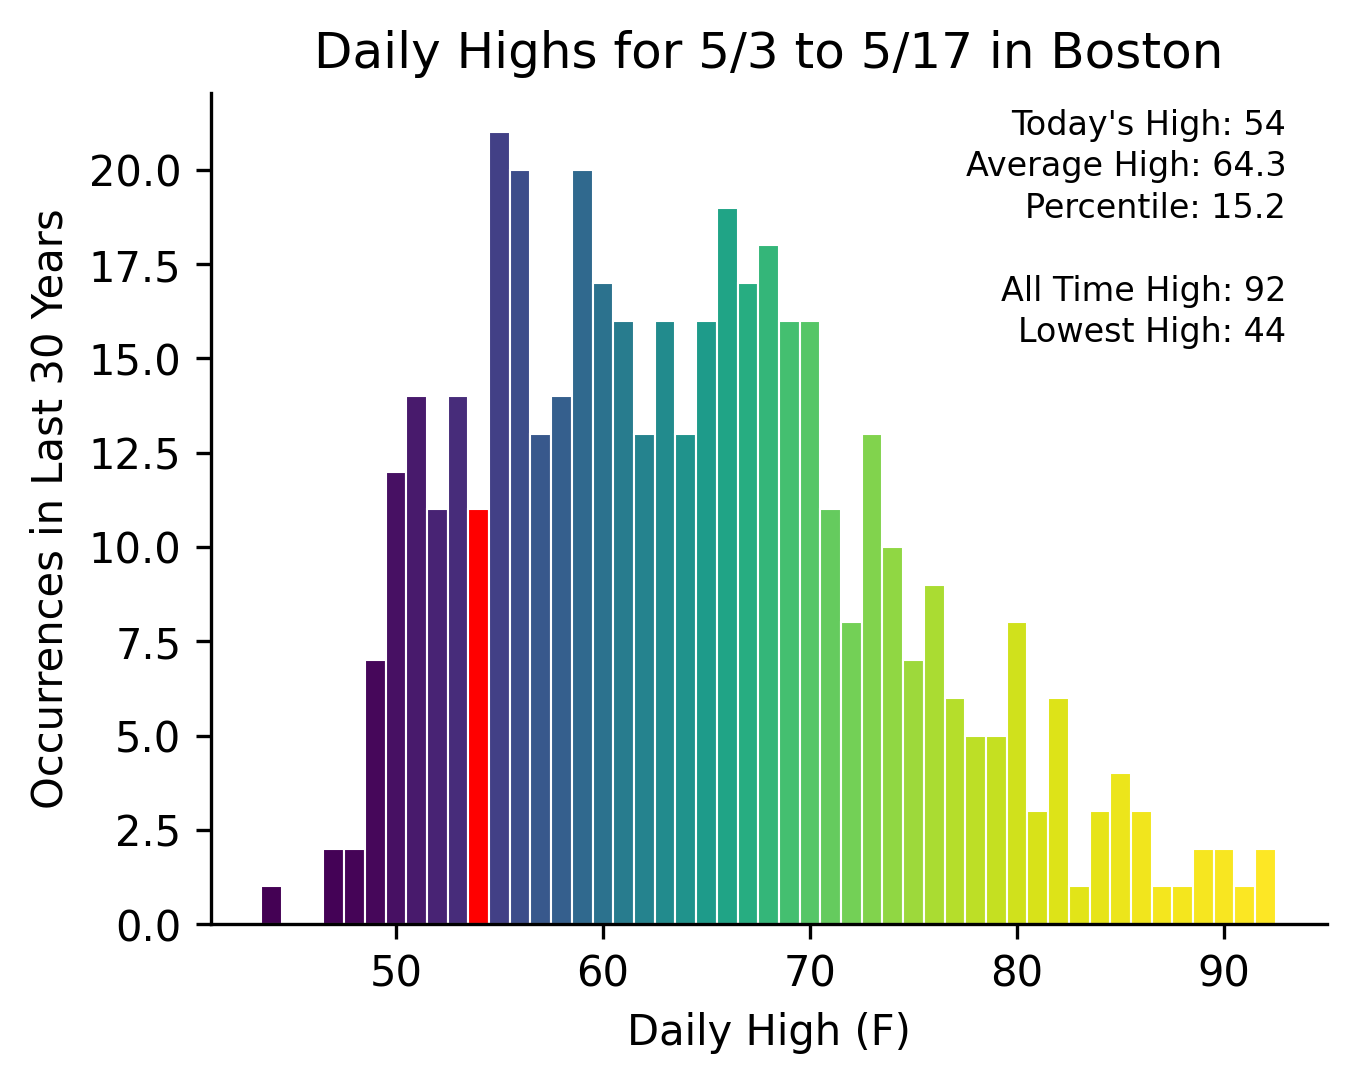 Daily Highs for 5/3 to 5/17 in Boston
Today's High: 54
Average High: 64.3
Percentile: 15.2
All Time High: 92
Lowest High: 44
Occurrences in Last 30 Years
20.0
17.5
15.0
12.5
10.0
7.5
5.0
2.5
0.0
50 60 70 80 90
Daily High (F)